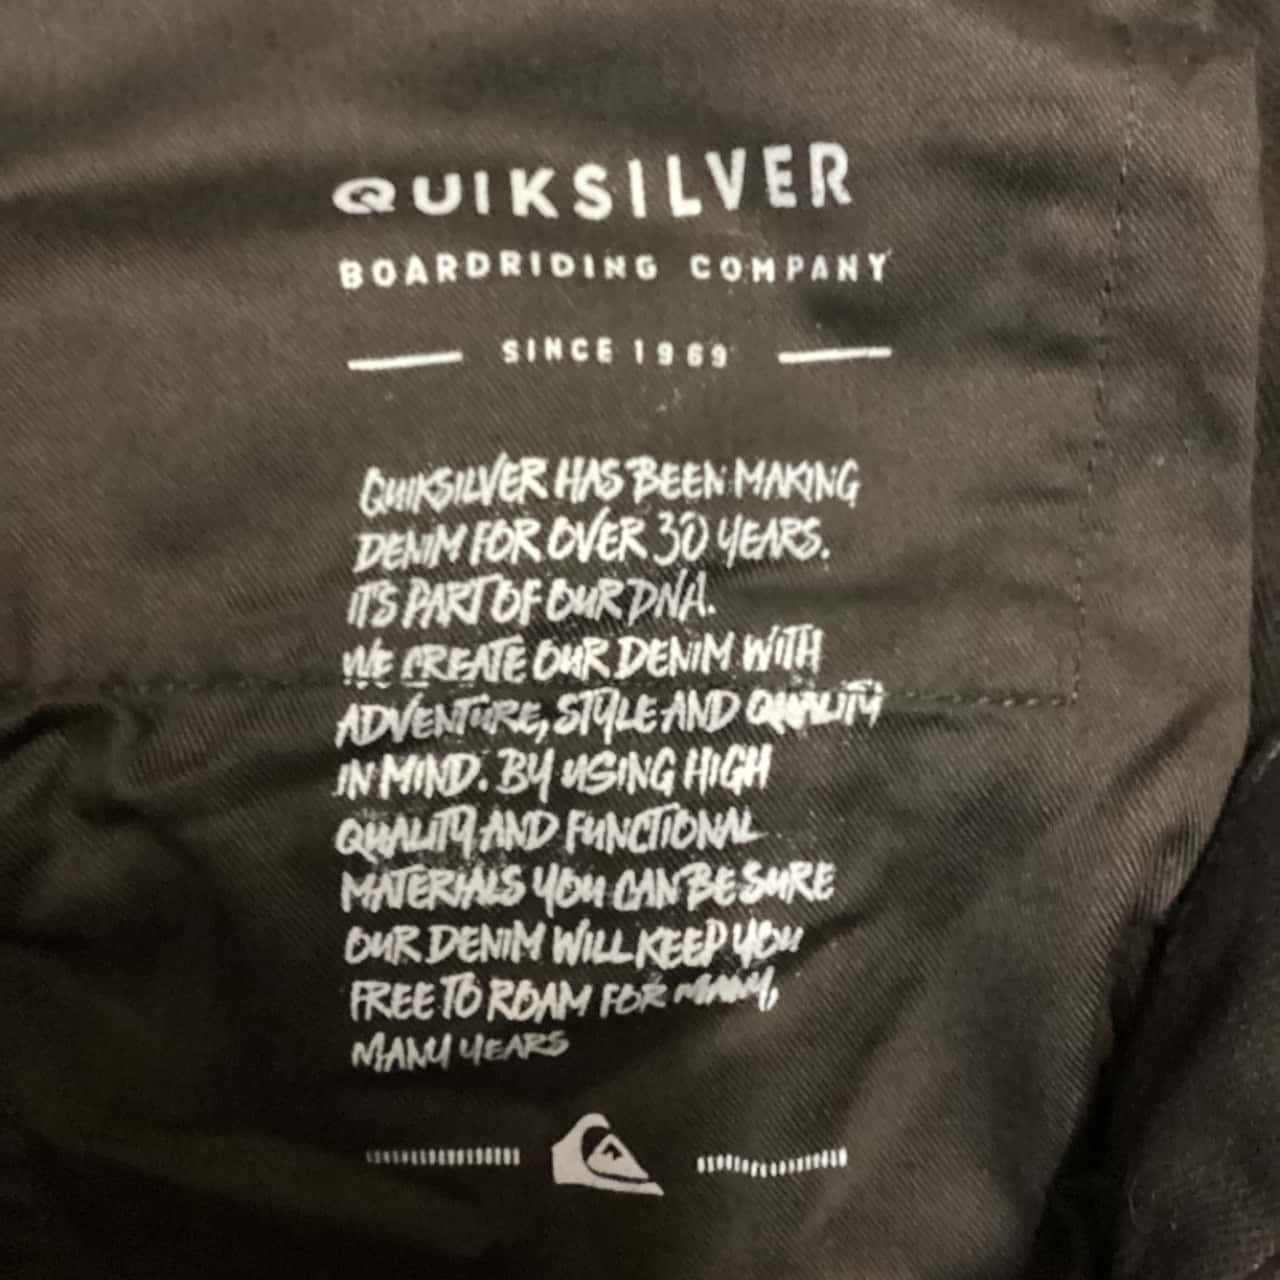 QUIKSILVER
BOARDRIDING COMPANY
SINCE 1969
QUIKSILVER HAS BEEN MAKING
DENIM FOR OVER 30 YEARS.
IT'S PART OF OUR DNA.
WE CREATE OUR DENIM WITH
ADVENTURE, STYLE AND QUALITY
IN MIND. BY USING HIGH
QUALITY AND FUNCTIONAL
MATERIALS YOU CAN BE SURE
OUR DENIM WILL KEEP YOU
FREE TO ROAM FOR MANY,
MANY YEARS